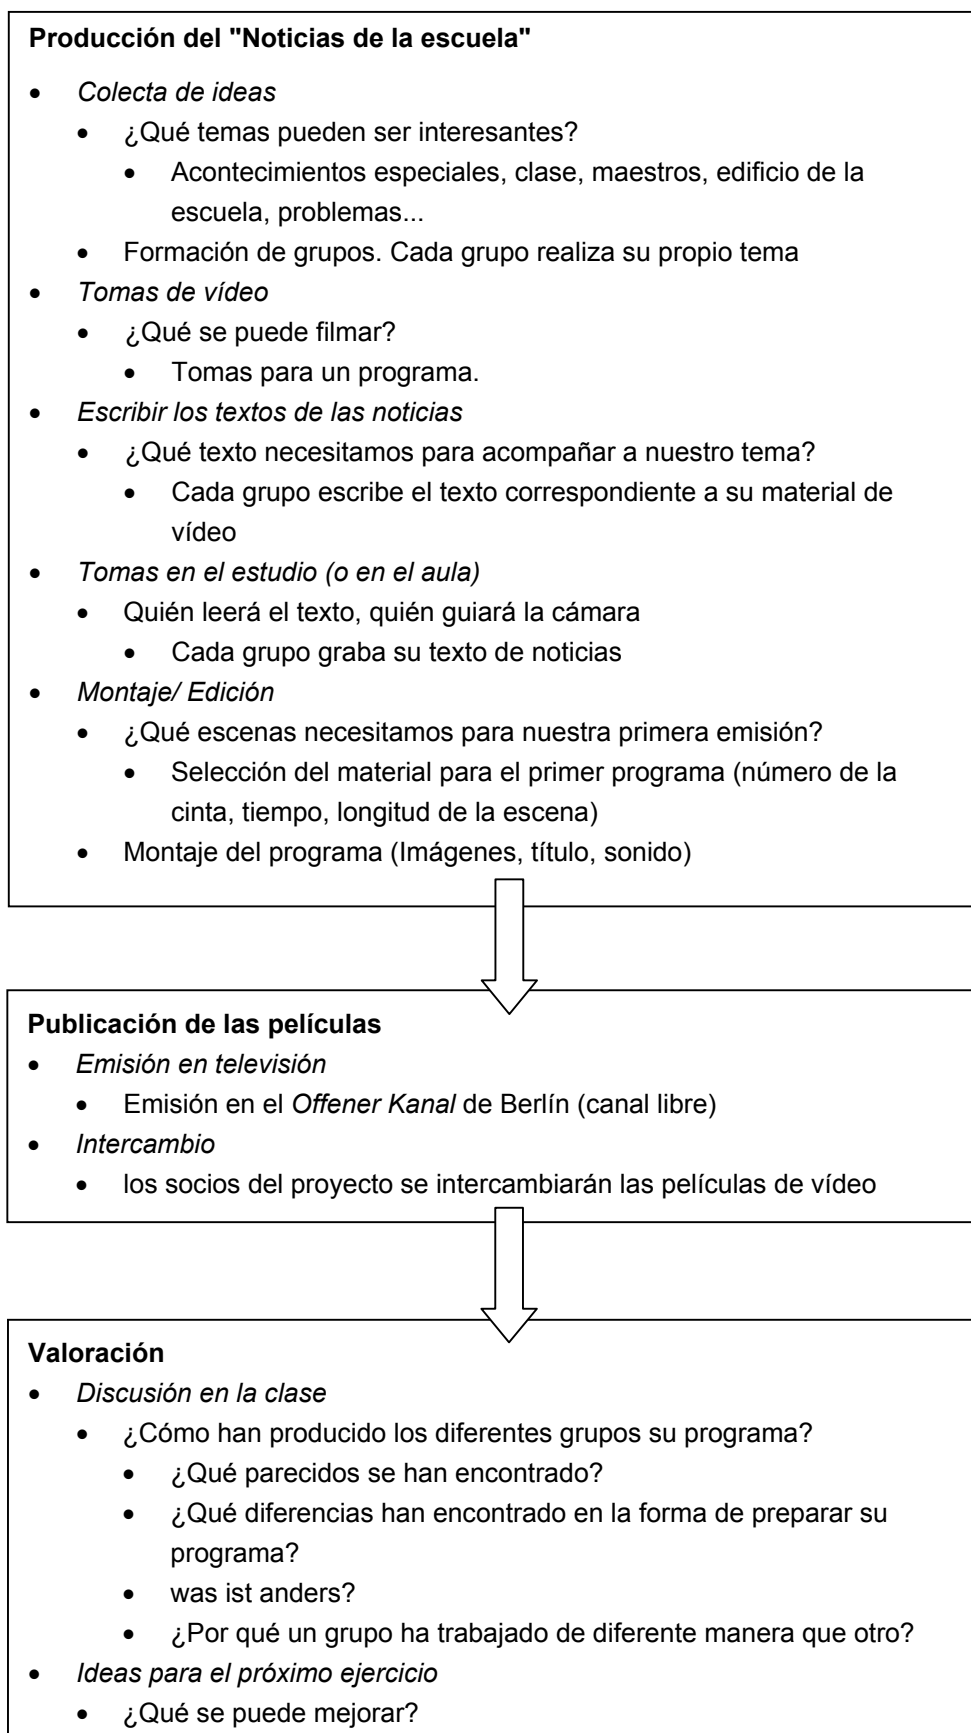 Producción del "Noticias de la escuela"
• Colecta de ideas
• ¿Qué temas pueden ser interesantes?
• Acontecimientos especiales, clase, maestros, edificio de la
escuela, problemas...
• Formación de grupos. Cada grupo realiza su propio tema
• Tomas de vídeo
• ¿Qué se puede filmar?
• Tomas para un programa.
• Escribir los textos de las noticias
• ¿Qué texto necesitamos para acompañar a nuestro tema?
• Cada grupo escribe el texto correspondiente a su material de
vídeo
• Tomas en el estudio (o en el aula)
• Quién leerá el texto, quién guiará la cámara
• Cada grupo graba su texto de noticias
• Montaje/ Edición
• ¿Qué escenas necesitamos para nuestra primera emisión?
• Selección del material para el primer programa (número de la
cinta, tiempo, longitud de la escena)
• Montaje del programa (Imágenes, título, sonido)
Publicación de las películas
• Emisión en televisión
• Emisión en el Offener Kanal de Berlín (canal libre)
• Intercambio
• los socios del proyecto se intercambiarán las películas de vídeo
Valoración
• Discusión en la clase
• ¿Cómo han producido los diferentes grupos su programa?
• ¿Qué parecidos se han encontrado?
• ¿Qué diferencias han encontrado en la forma de preparar su
programa?
• was ist anders?
• ¿Por qué un grupo ha trabajado de diferente manera que otro?
• Ideas para el próximo ejercicio
• ¿Qué se puede mejorar?